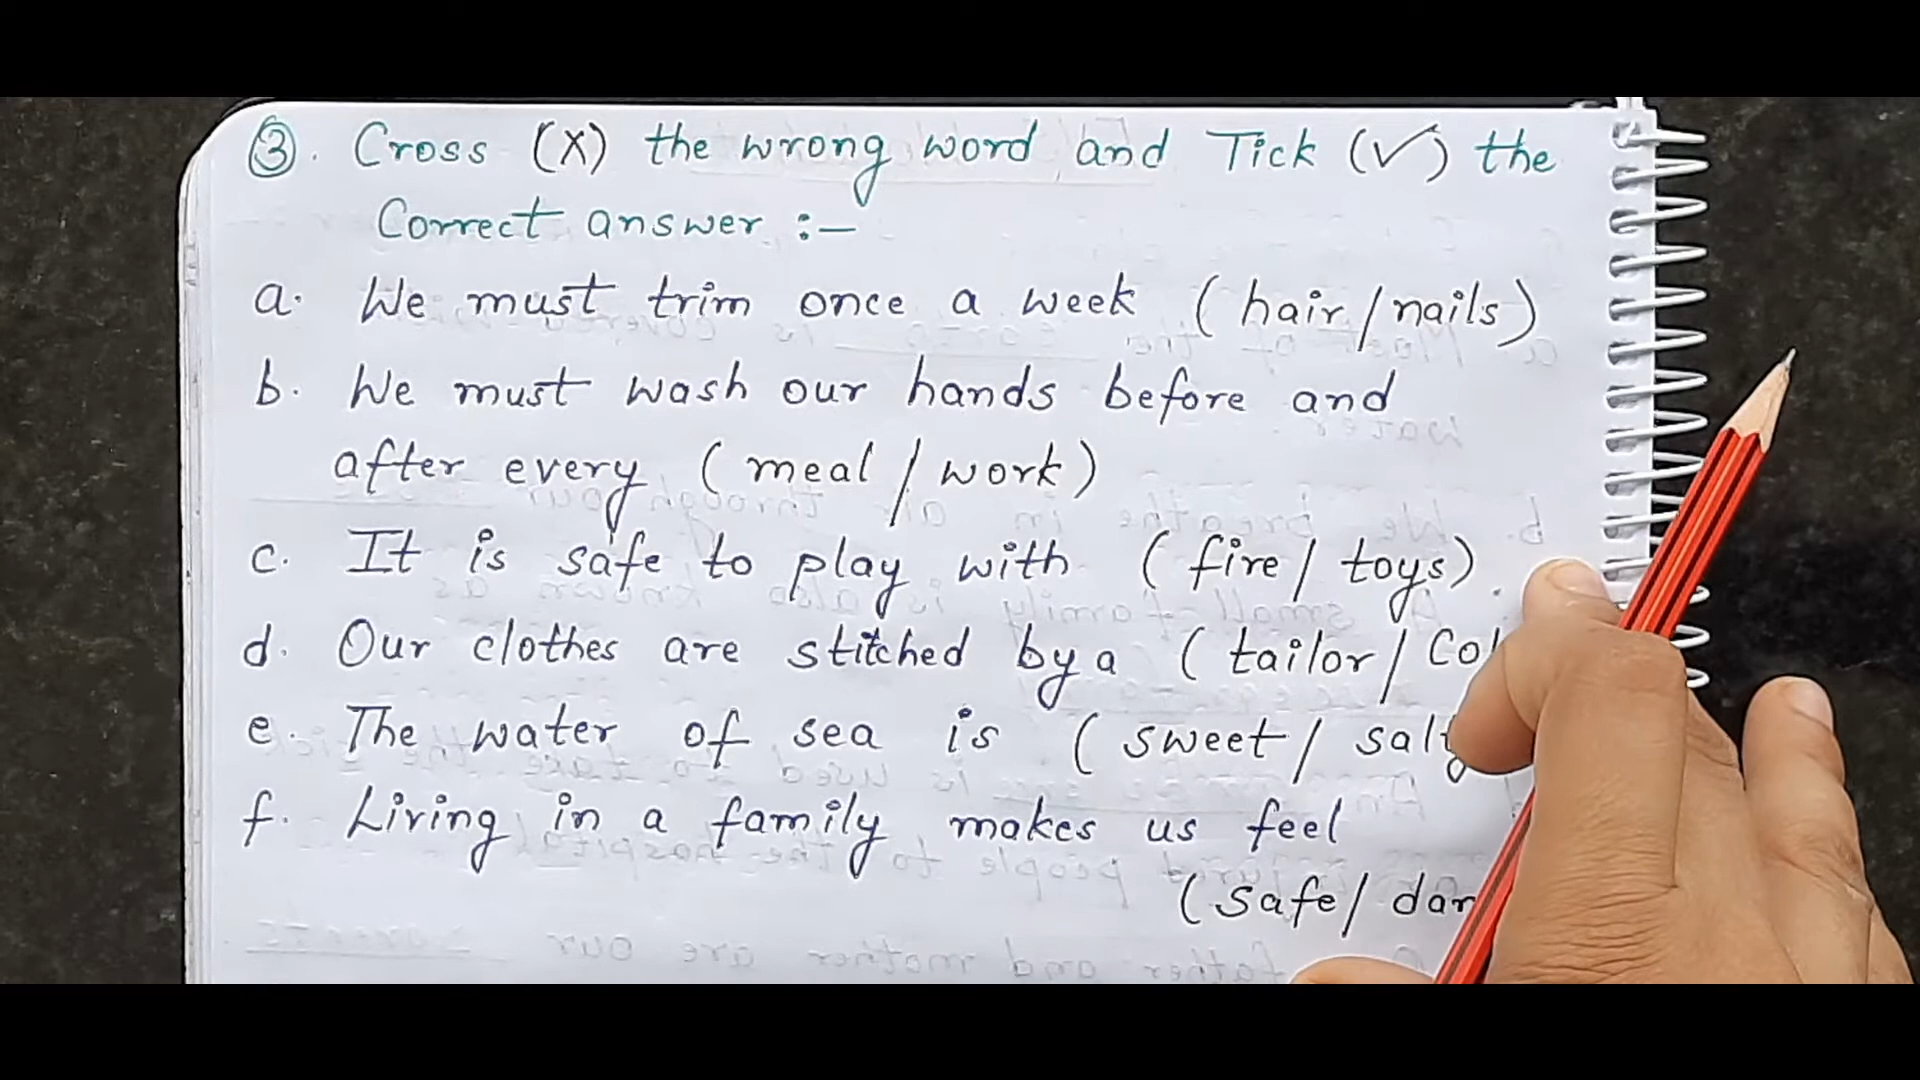 ③. Cross (X) the wrong word and Tick (✓) the
Correct answer :-
a. We must trim once a week (hair/nails)
b. We must wash our hands before and
after every (meal / work)
c. It is safe to play with (fire/ toys).
d. Our clothes are stitched by a (tailor/
e. The water of sea is (sweet/ salty
f. Living in a family makes us feel
(safe/